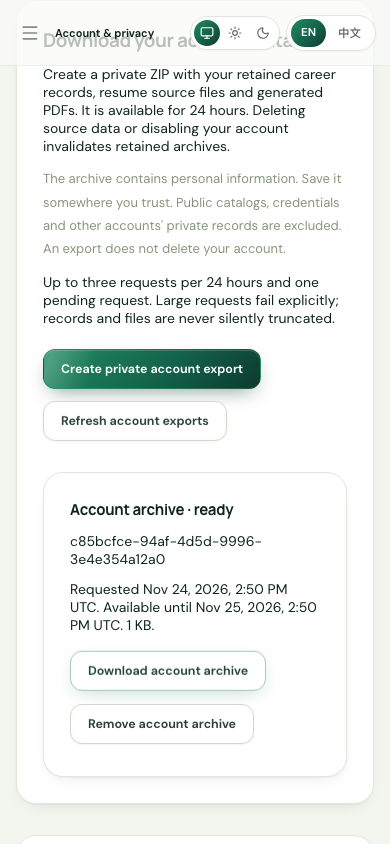 Account & privacy
EN
中文
Download your ac
Create a private ZIP with your retained career
records, resume source files and generated
PDFs. It is available for 24 hours. Deleting
source data or disabling your account
invalidates retained archives.
The archive contains personal information. Save it
somewhere you trust. Public catalogs, credentials
and other accounts' private records are excluded.
An export does not delete your account.
Up to three requests per 24 hours and one
pending request. Large requests fail explicitly;
records and files are never silently truncated.
Create private account export
Refresh account exports
Account archive · ready
c85bcfce-94af-4d5d-9996-
3e4e354a12a0
Requested Nov 24, 2026, 2:50 PM
UTC. Available until Nov 25, 2026, 2:50
PM UTC. 1 KB.
Download account archive
Remove account archive